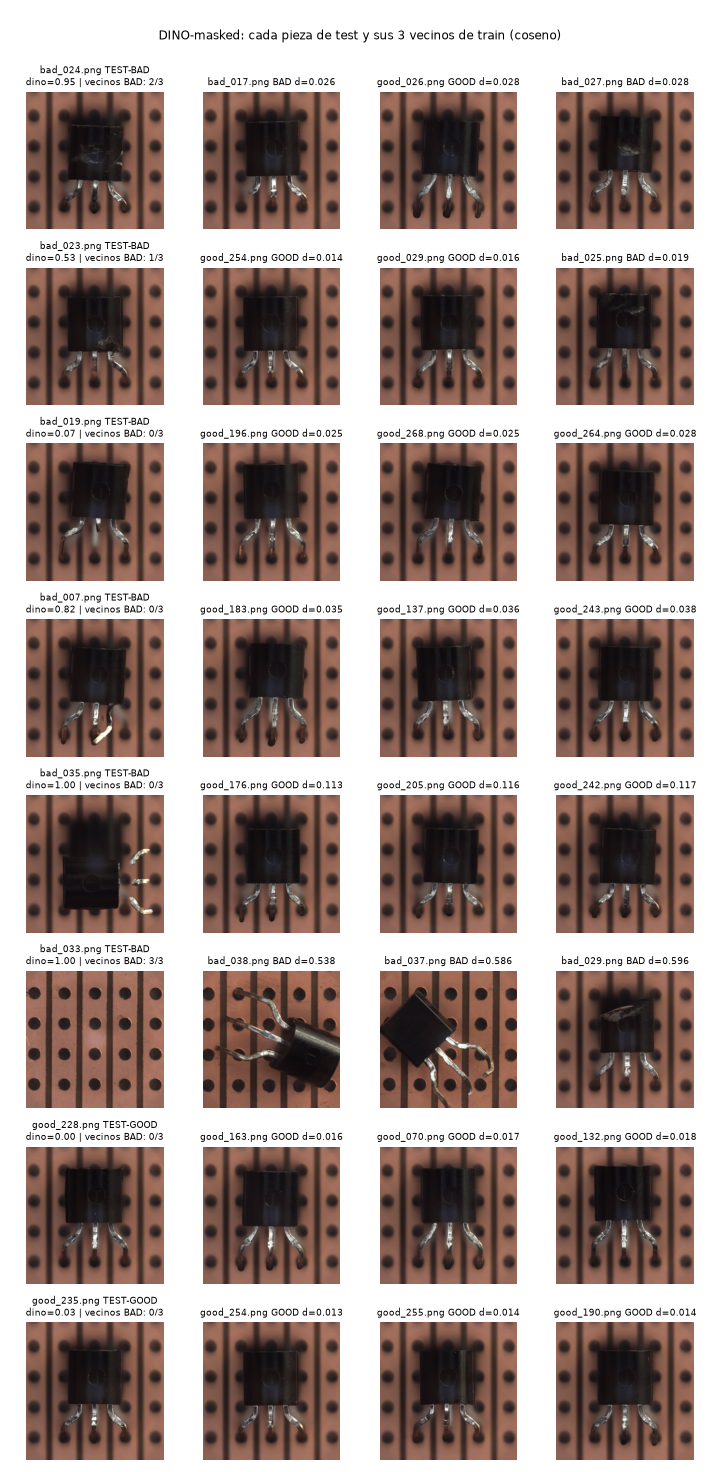 DINO-masked: cada pieza de test y sus 3 vecinos de train (coseno)
bad_024.png TEST-BAD
dino=0.95 | vecinos BAD: 2/3
bad_017.png BAD d=0.026
good_026.png GOOD d=0.028
bad_027.png BAD d=0.028
bad_023.png TEST-BAD
dino=0.53 | vecinos BAD: 1/3
good_254.png GOOD d=0.014
good_029.png GOOD d=0.016
bad_025.png BAD d=0.019
bad_019.png TEST-BAD
dino=0.07 | vecinos BAD: 0/3
good_196.png GOOD d=0.025
good_268.png GOOD d=0.025
good_264.png GOOD d=0.028
bad_007.png TEST-BAD
dino=0.82 | vecinos BAD: 0/3
good_183.png GOOD d=0.035
good_137.png GOOD d=0.036
good_243.png GOOD d=0.038
bad_035.png TEST-BAD
dino=1.00 | vecinos BAD: 0/3
good_176.png GOOD d=0.113
good_205.png GOOD d=0.116
good_242.png GOOD d=0.117
bad_033.png TEST-BAD
dino=1.00 | vecinos BAD: 3/3
bad_038.png BAD d=0.538
bad_037.png BAD d=0.586
bad_029.png BAD d=0.596
good_228.png TEST-GOOD
dino=0.00 | vecinos BAD: 0/3
good_163.png GOOD d=0.016
good_070.png GOOD d=0.017
good_132.png GOOD d=0.018
good_235.png TEST-GOOD
dino=0.03 | vecinos BAD: 0/3
good_254.png GOOD d=0.013
good_255.png GOOD d=0.014
good_190.png GOOD d=0.014